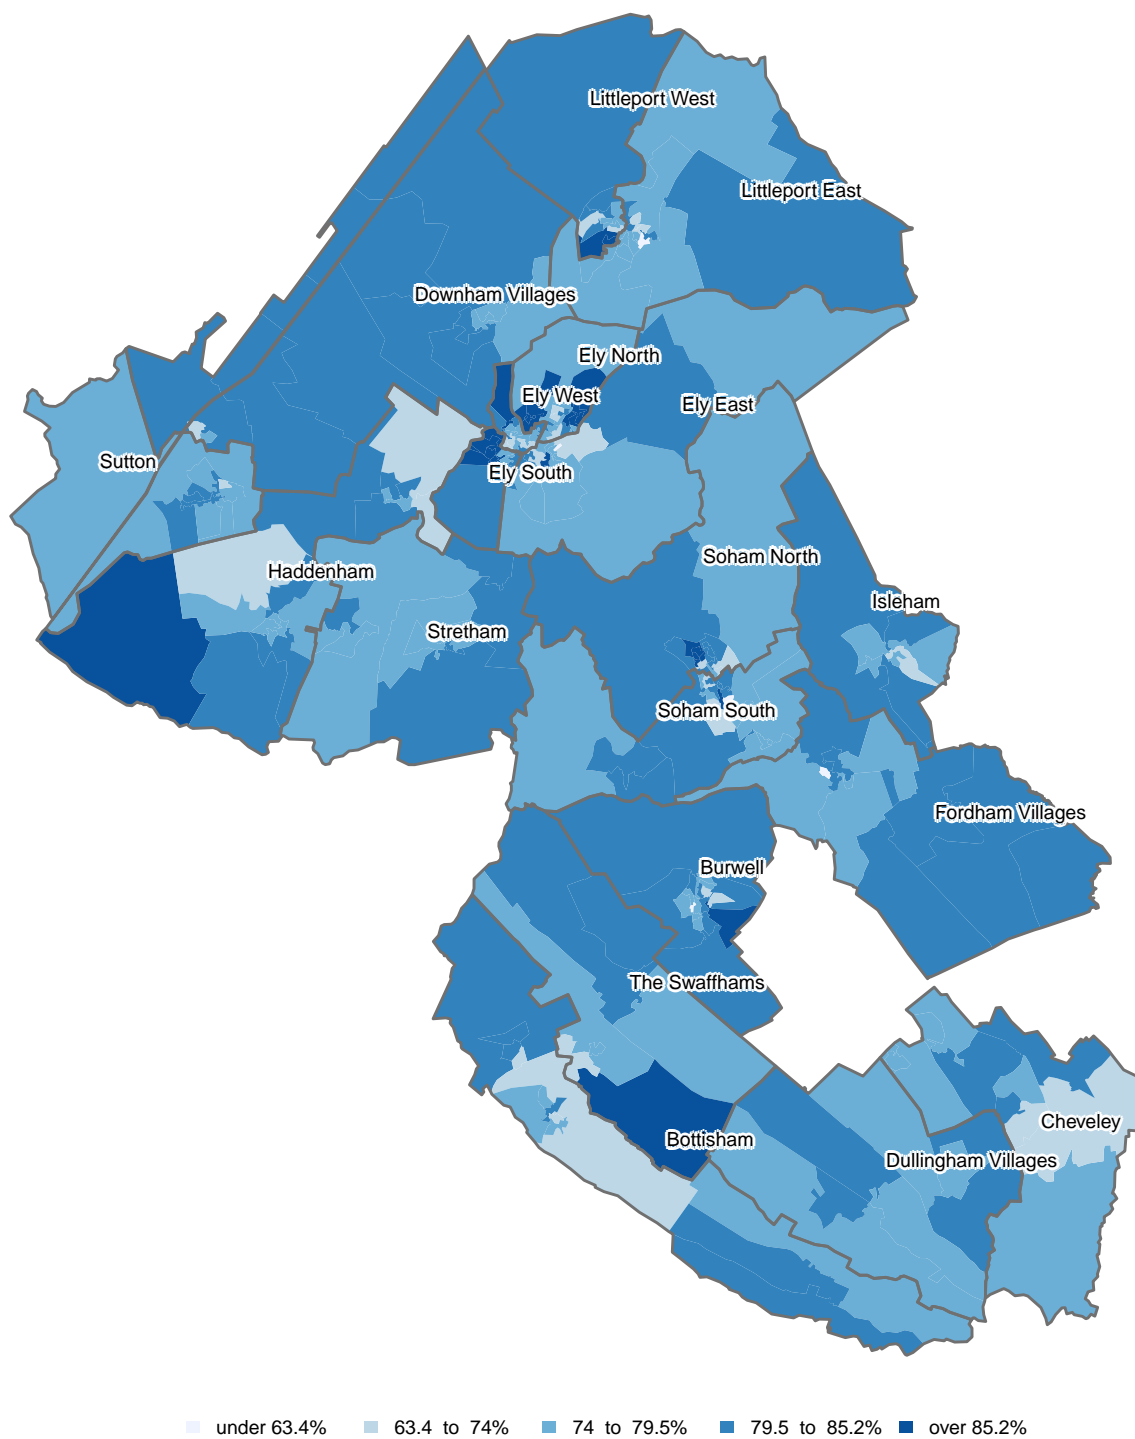 Littleport West
Littleport East
Downham Villages
Ely North
Ely West
Ely East
Sutton
Ely South
Soham North
Haddenham
Isleham
Stretham
Soham South
Fordham Villages
Burwell
The Swaffhams
Cheveley
Bottisham
Dullingham Villages
under 63.4% 63.4 to 74% 74 to 79.5% 79.5 to 85.2% over 85.2%